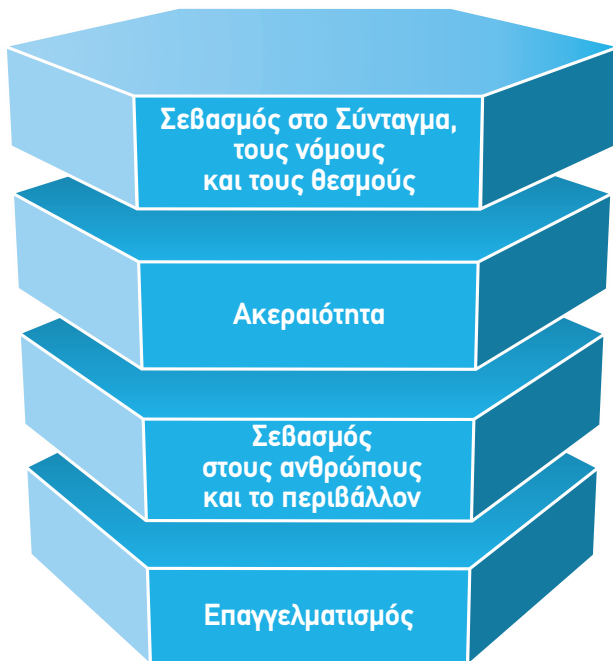 Σεβασμός στο Σύνταγμα,
τους νόμους
και τους θεσμούς
Ακεραιότητα
Σεβασμός
στους ανθρώπους
και το περιβάλλον
Επαγγελματισμός